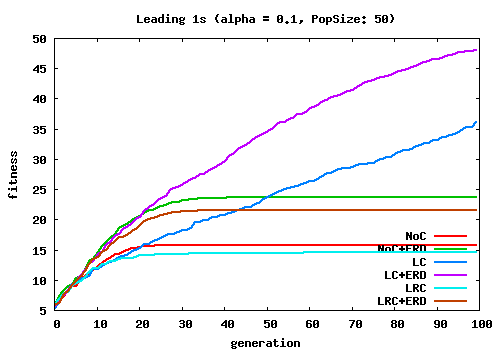 Leading 1s (alpha = 0.1, PopSize: 50)
50
45
40
35
30
25
20
15
10
5
fitness
0 10 20 30 40 50 60 70 80 90 100
generation
NoC
NoC+ERD
LC
LC+ERD
LRC
LRC+ERD